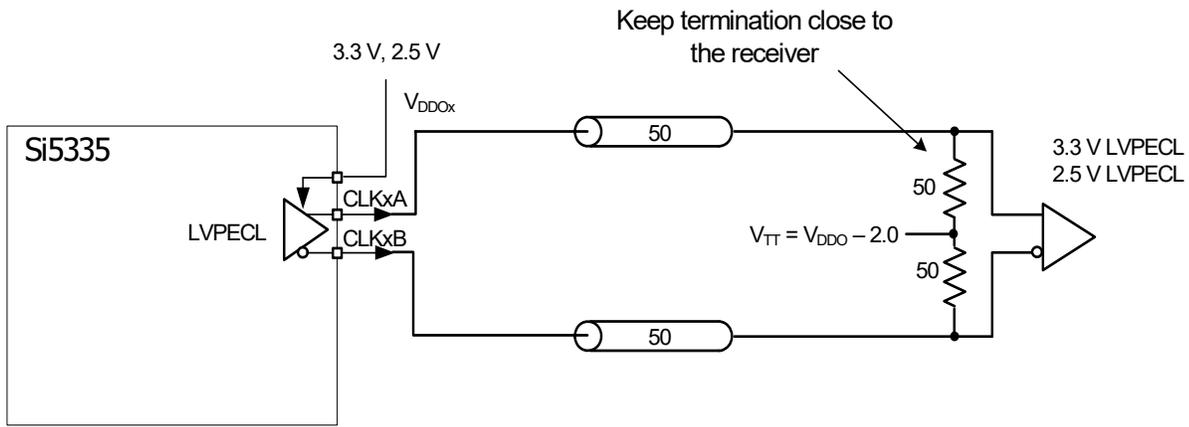 Keep termination close to
the receiver
3.3 V, 2.5 V
VDDOx
50
Si5335
3.3 V LVPECL
2.5 V LVPECL
50
CLKxA
LVPECL
CLKxB
VTT = VDDO – 2.0
50
50